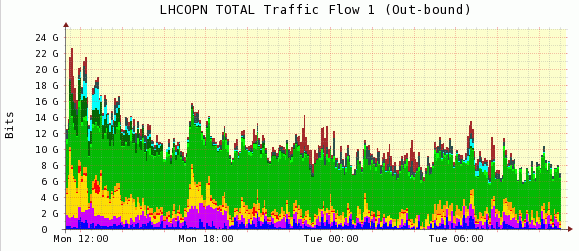 LHCOPN TOTAL Traffic Flow 1 (Out-bound)
24 G
22 G
20 G
18 G
16 G
14 G
12 G
10 G
8 G
6 G
4 G
2 G
0
Bits
Mon 12:00 Mon 18:00 Tue 00:00 Tue 06:00